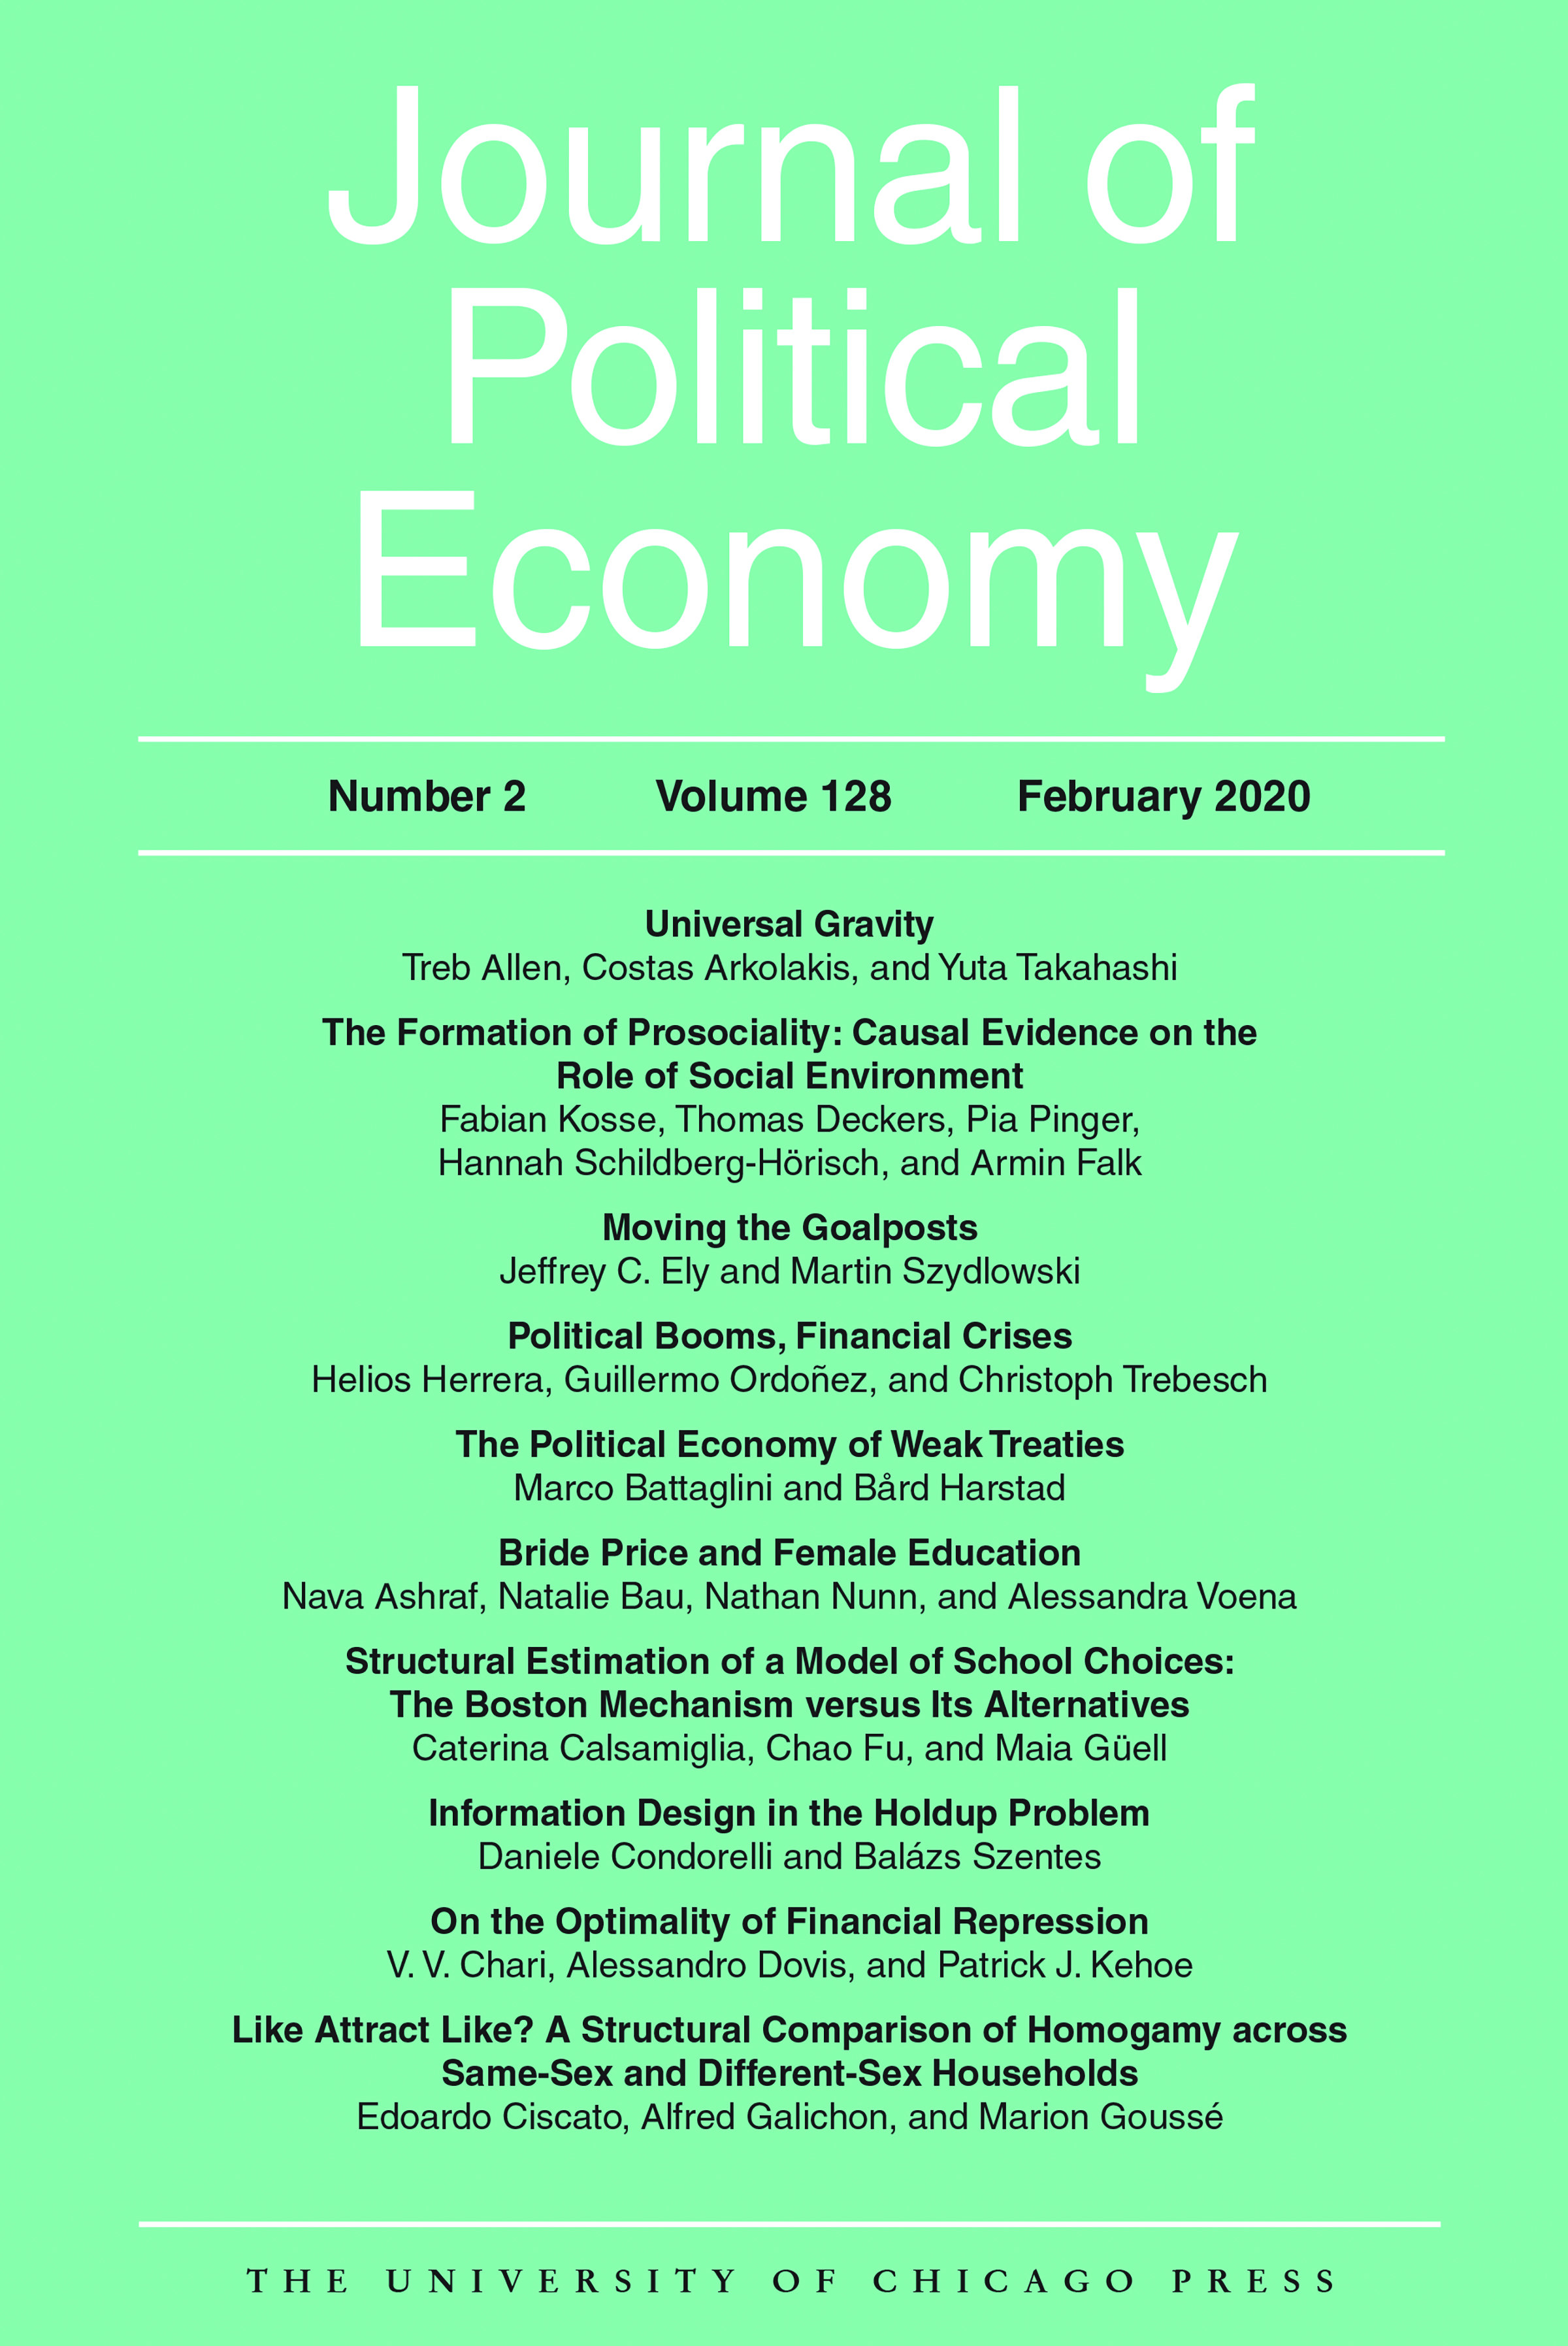 Journal of
Political
Economy
Number 2 Volume 128 February 2020
Universal Gravity
Treb Allen, Costas Arkolakis, and Yuta Takahashi
The Formation of Prosociality: Causal Evidence on the
Role of Social Environment
Fabian Kosse, Thomas Deckers, Pia Pinger,
Hannah Schildberg-Hörisch, and Armin Falk
Moving the Goalposts
Jeffrey C. Ely and Martin Szydlowski
Political Booms, Financial Crises
Helios Herrera, Guillermo Ordoñez, and Christoph Trebesch
The Political Economy of Weak Treaties
Marco Battaglini and Bård Harstad
Bride Price and Female Education
Nava Ashraf, Natalie Bau, Nathan Nunn, and Alessandra Voena
Structural Estimation of a Model of School Choices:
The Boston Mechanism versus Its Alternatives
Caterina Calsamiglia, Chao Fu, and Maia Güell
Information Design in the Holdup Problem
Daniele Condorelli and Balázs Szentes
On the Optimality of Financial Repression
V. V. Chari, Alessandro Dovis, and Patrick J. Kehoe
Like Attract Like? A Structural Comparison of Homogamy across
Same-Sex and Different-Sex Households
Edoardo Ciscato, Alfred Galichon, and Marion Goussé
THE UNIVERSITY OF CHICAGO PRESS